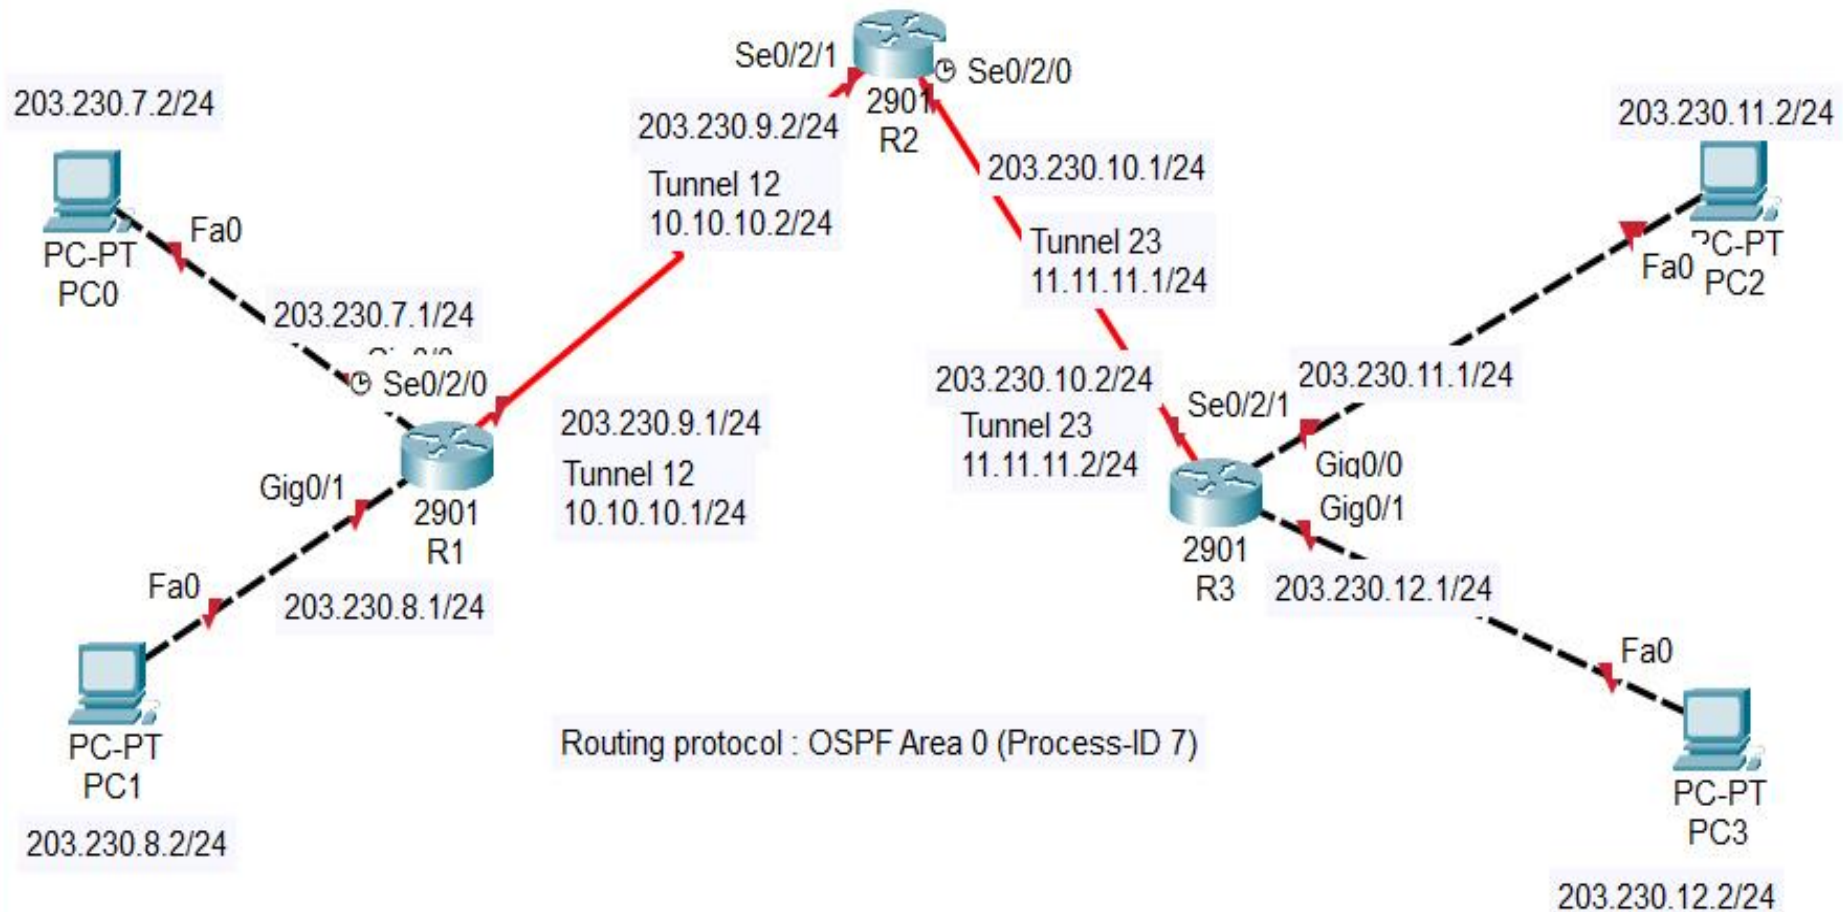 Se0/2/1
Se0/2/0
2901
R2
203.230.7.2/24
PC-PT
PC0
Fa0
203.230.9.2/24
Tunnel 12
10.10.10.2/24
203.230.10.1/24
Tunnel 23
11.11.11.1/24
203.230.11.2/24
PC-PT
PC2
Fa0
203.230.7.1/24
Se0/2/0
203.230.9.1/24
Tunnel 12
10.10.10.1/24
Gig0/1
2901
R1
203.230.10.2/24
Tunnel 23
11.11.11.2/24
Se0/2/1
203.230.11.1/24
Gig0/0
Gig0/1
2901
R3
203.230.12.1/24
Fa0
203.230.8.1/24
PC-PT
PC1
203.230.8.2/24
Routing protocol : OSPF Area 0 (Process-ID 7)
Fa0
PC-PT
PC3
203.230.12.2/24